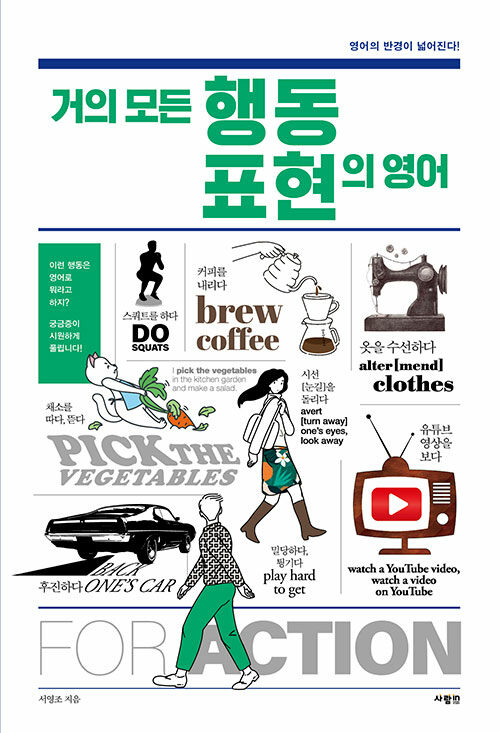 영어의 반경이 넓어진다!
거의 모든 행동
표현의 영어
이런 행동은
영어로
뭐라고
하지?
궁금증이
시원하게
풀립니다!
스쿼트를 하다
DO
SQUATS
커피를
내리다
brew
coffee
옷을 수선하다
alter[mend]
clothes
I pick the vegetables
in the kitchen garden
and make a salad.
채소를
따다, 뜯다
PICK THE
VEGETABLES
시선
[눈길]을
돌리다
avert
[turn away]
one's eyes,
look away
유튜브
영상을
보다
watch a YouTube video,
watch a video
on YouTube
후진하다
BACK
ONE'S CAR
밀당하다,
튕기다
play hard
to get
FOR ACTION
서영조 지음
사람in